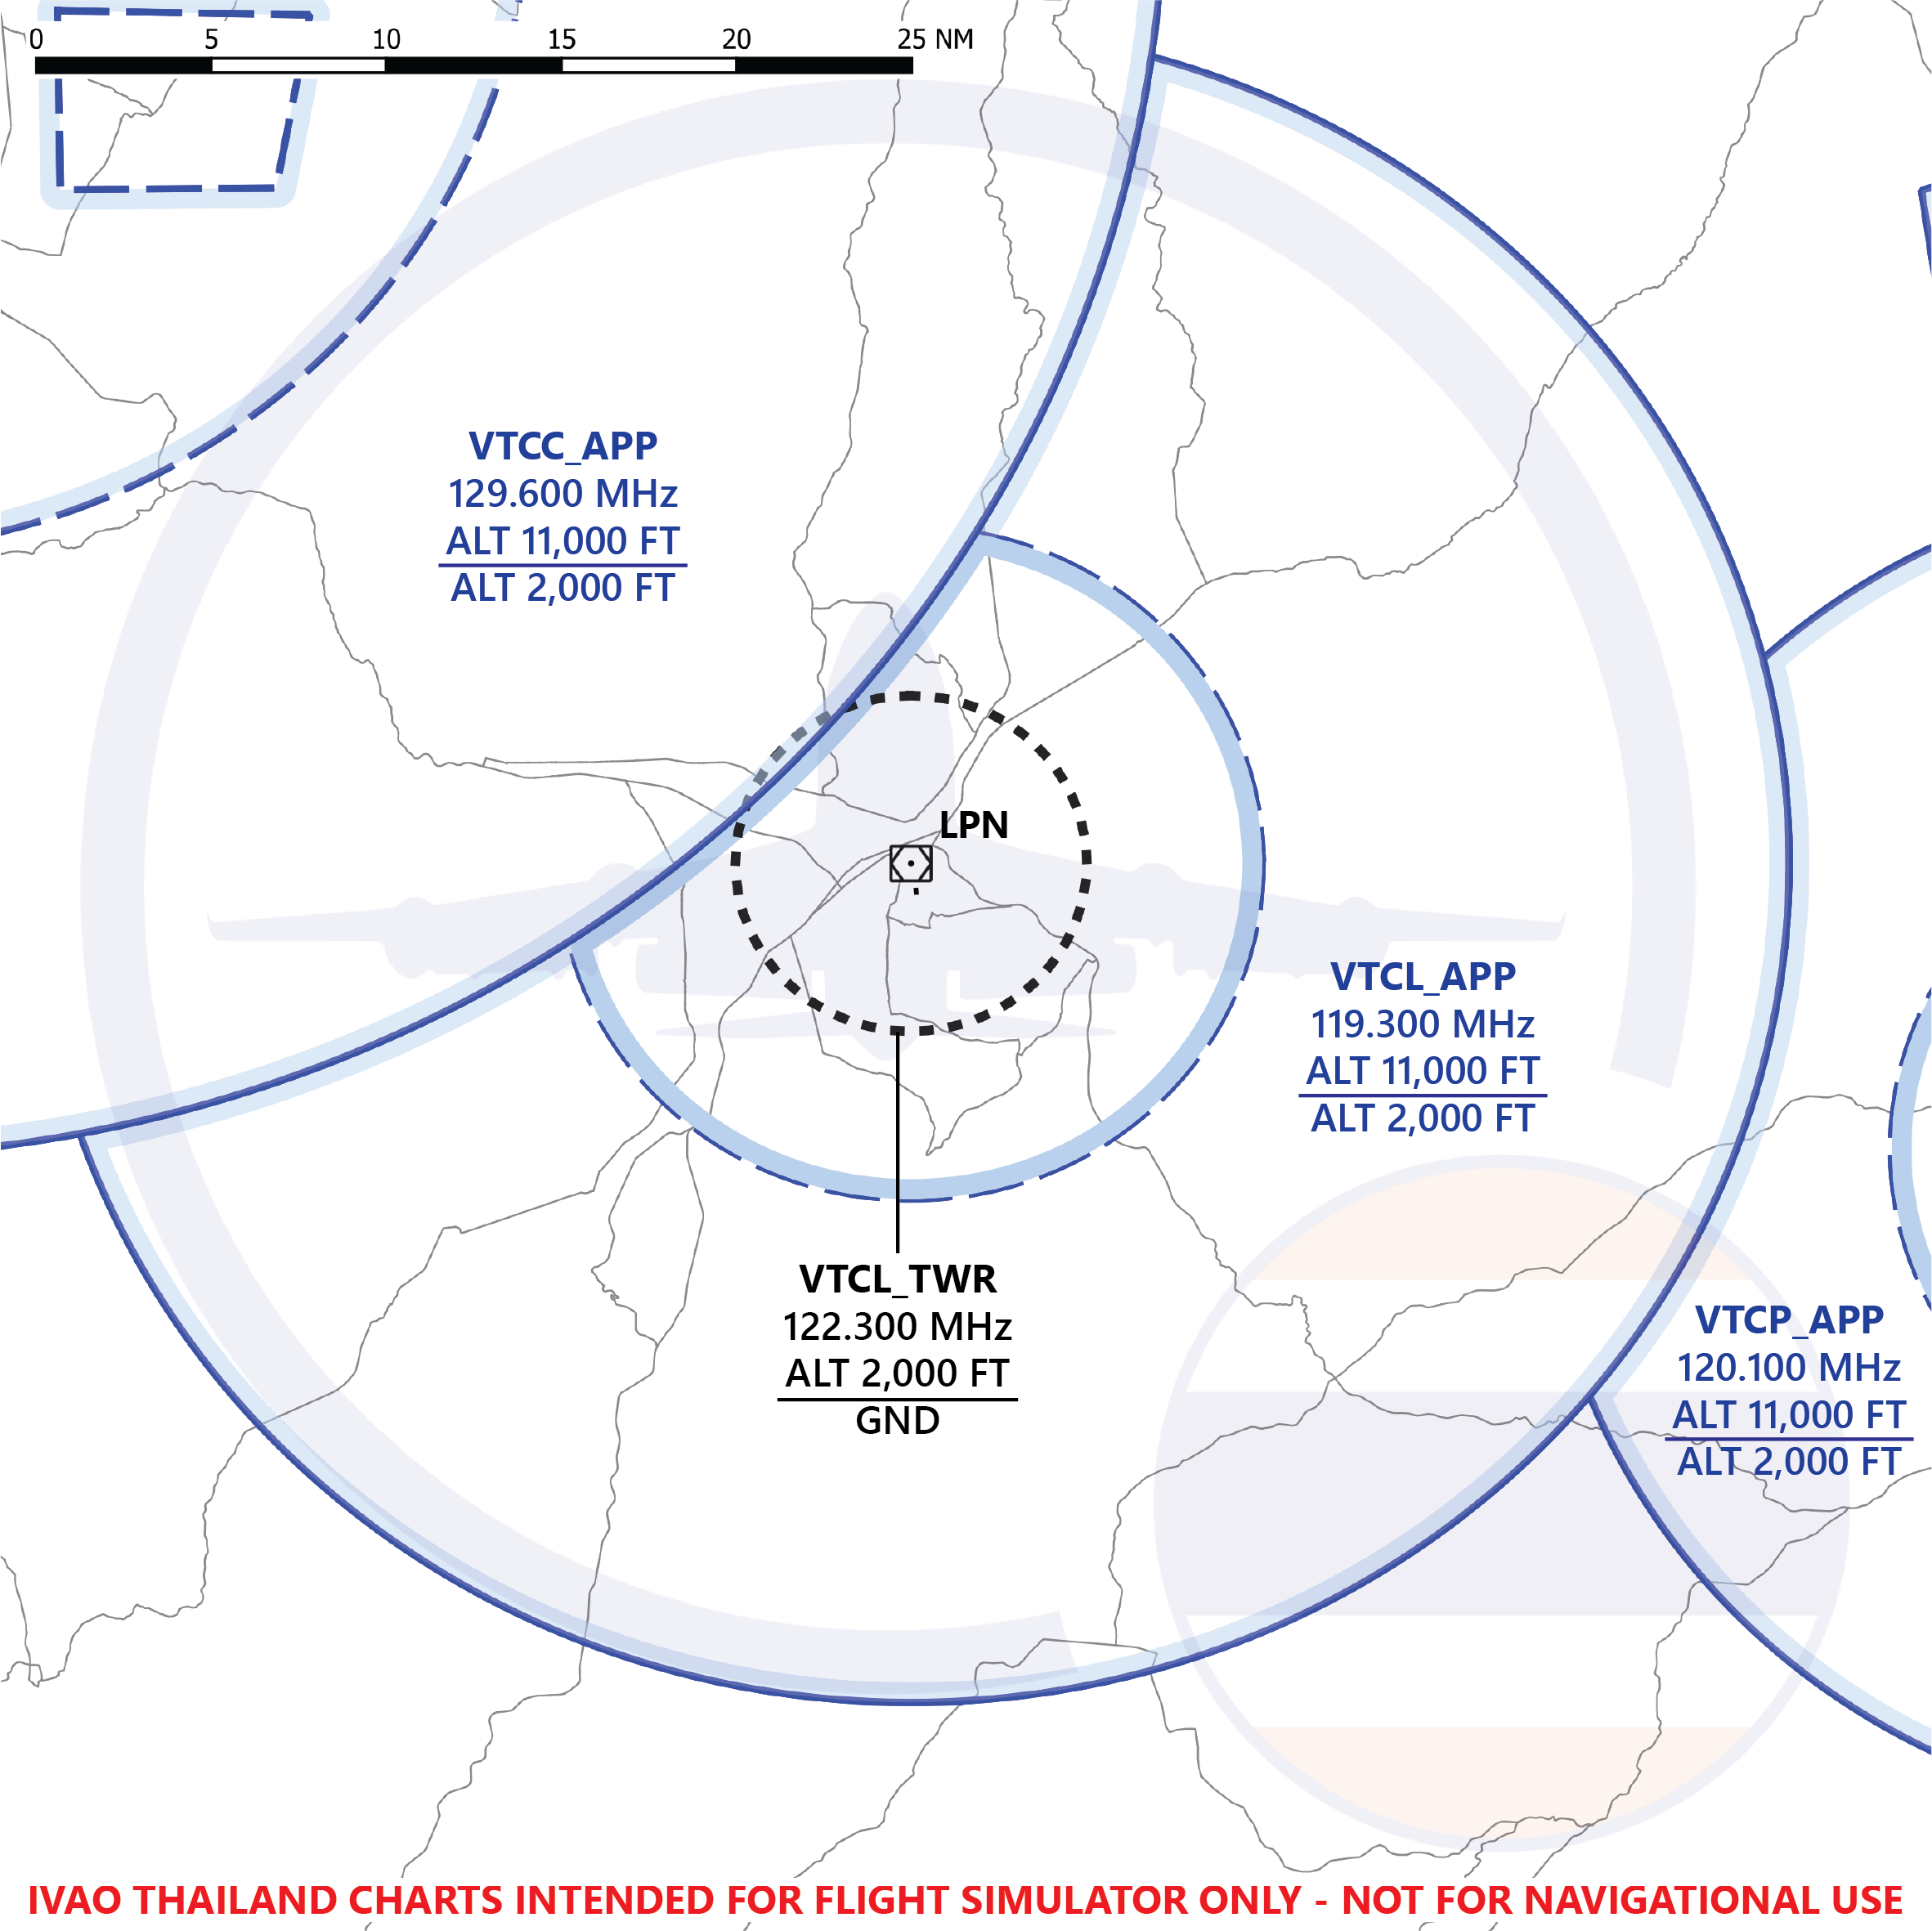 0 5 10 15 20 25 NM
VTCC_APP
129.600 MHz
ALT 11,000 FT
ALT 2,000 FT
LPN
VTCL_APP
119.300 MHz
ALT 11,000 FT
ALT 2,000 FT
VTCL_TWR
122.300 MHz
ALT 2,000 FT
GND
VTCP_APP
120.100 MHz
ALT 11,000 FT
ALT 2,000 FT
IVAO THAILAND CHARTS INTENDED FOR FLIGHT SIMULATOR ONLY - NOT FOR NAVIGATIONAL USE